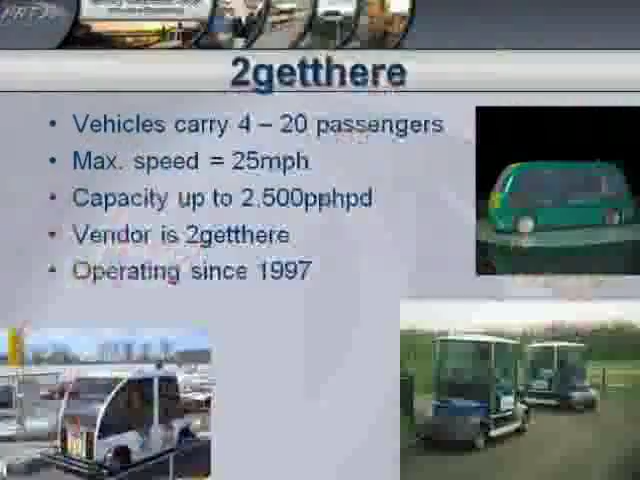 2getthere
• Vehicles carry 4 – 20 passengers
• Max. speed = 25mph
• Capacity up to 2.500pphpd
• Vendor is 2getthere
• Operating since 1997